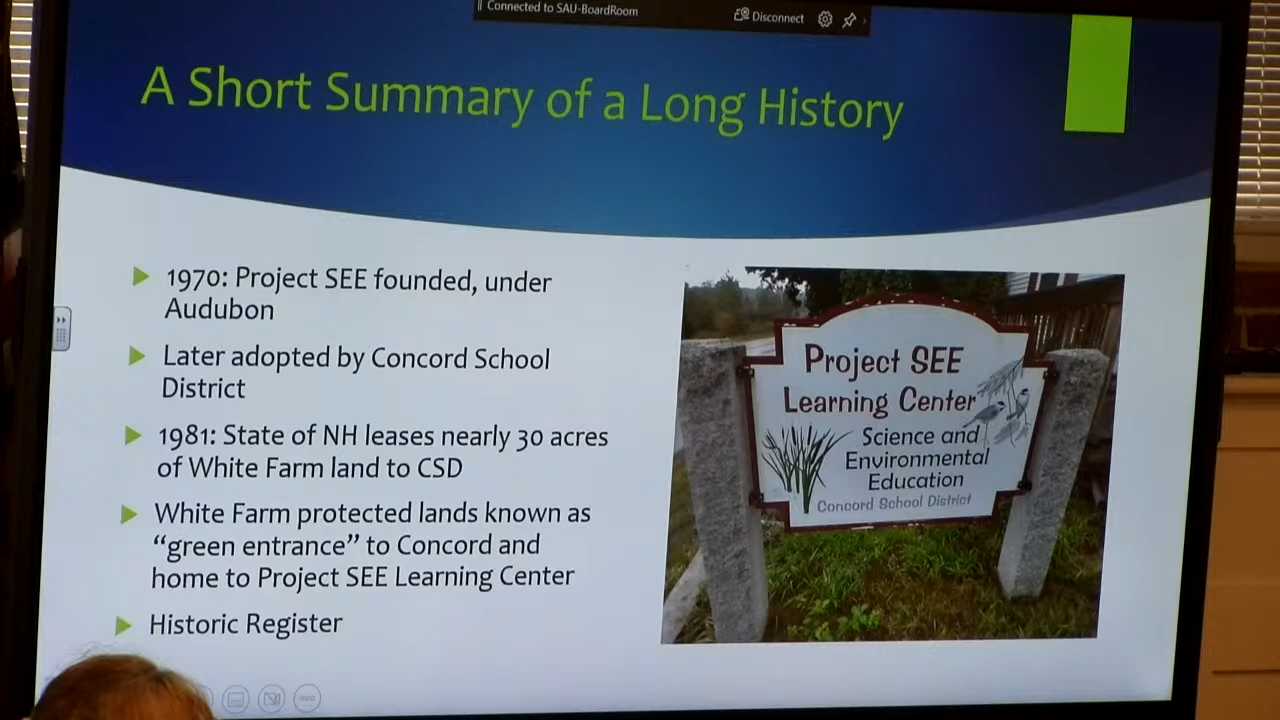 Connected to SAU-BoardRoom
Disconnect
A Short Summary of a Long History
1970: Project SEE founded, under
Audubon
Later adopted by Concord School
District
1981: State of NH leases nearly 30 acres
of White Farm land to CSD
White Farm protected lands known as
“green entrance” to Concord and
home to Project SEE Learning Center
Historic Register
Project SEE
Learning Center
Science and
Environmental
Education
Concord School District